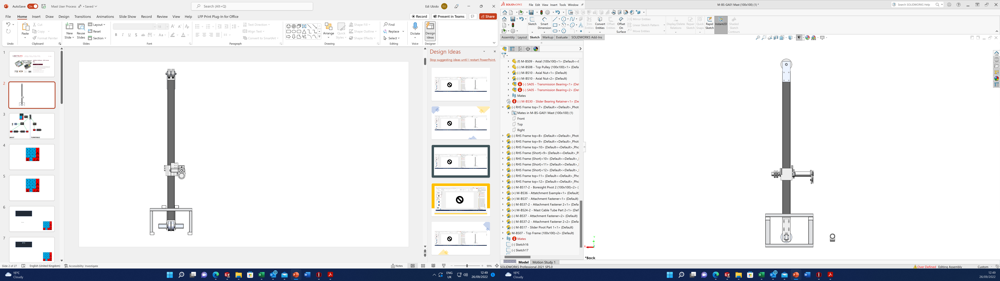 AutoSave On Mast User Process • Saved
Search (Alt+Q)
Edi Ubido EU
File Home Insert Draw Design Transitions Animations Slide Show Record Review View Help LFP Print Plug-In for Office
Record Present in Teams Share
Undo
Paste Cut Copy Format Painter
Clipboard
New Slide Reuse Slides Layout Reset Section
Slides
18
Font
Text Direction
Align Text
Convert to SmartArt
Paragraph
Arrange Quick Styles
Shape Fill
Shape Outline
Shape Effects
Drawing
Find
Replace
Select
Editing
Dictate
Voice
Design Ideas
Designer
1
LIGHTBURN
2
3
MAST TURNTABLE
4
5
6
7
Design Ideas
Stop suggesting ideas until I restart PowerPoint.
Slide 2 of 27 English (United Kingdom) Accessibility: Investigate
Notes 99%
SOLIDWORKS File Edit View Insert Tools Window
M-BS-GA01 Mast (100x100) (1) *
Search SOLIDWORKS Help
Sketch Smart Dimension
Trim Entities Convert Entities Offset Entities Offset On Surface
Mirror Entities
Linear Sketch Pattern
Move Entities
Display/Delete Relations Repair Sketch Quick Snaps Rapid Sketch Instant2D Shaded Sketch Contours
Assembly Layout Sketch Markup Evaluate SOLIDWORKS Add-Ins
(f) M-BS09 - Axial (100x100)<1> (Default<<D
(-) M-BS08 - Top Pulley (100x100)<1> (Defa
(-) M-BS10 - Axial Nut<1> (Default)
(-) M-BS10 - Axial Nut<2> (Default)
(-) SA05 - Transmission Bearing<1> (Def
(-) SA05 - Transmission Bearing<2> (Def
Mates
(-) M-BS30 - Slider Bearing Retainer<1> (De
(-) RHS Frame top<7> (Default<<Default>_Phot
Mates in M-BS-GA01 Mast (100x100) (1)
Front
Top
Right
(-) RHS Frame top<8> (Default<<Default>_Phot
(-) RHS Frame top<9> (Default<<Default>_Phot
(-) RHS Frame top<10> (Default<<Default>_Pho
(-) RHS Frame (Short)<9> (Default<<Default>_P
(-) RHS Frame (Short)<10> (Default<<Default>_
(-) RHS Frame (Short)<11> (Default<<Default>_
(-) RHS Frame (Short)<12> (Default<<Default>_
(-) RHS Frame top<11> (Default<<Default>_Pho
(-) RHS Frame top<12> (Default<<Default>_Pho
(-) M-BS17-2 - Boresight Pivot 2 (100x100)<2> (
(+) M-BS36 - Attatchment Example<1> (Default)
(+) M-BS37 - Attachment Fastener<1> (Default)
(-) M-BS37-2 - Attachment Fastener 2<1> (Defa
(+) M-BS24-2 - Mast Cable Tube Part 2<1> (Def
(-) M-BS37 - Attachment Fastener<2> (Default)
(-) M-BS37-2 - Attachment Fastener 2<2> (Defa
(-) M-BS17 - Slider Pivot Part 1<1> (Default)
M-BS07 - Top Frame (100x100)<2> (Default)
Mates
(-) Sketch16
(-) Sketch17
Y
X
*Back
Model Motion Study 1
SOLIDWORKS Professional 2021 SP5.0
Over Defined Editing Assembly Custom
15°C
Cloudy
ENG
UK
12:49
26/09/2022
15°C
Cloudy
12:49
26/09/2022